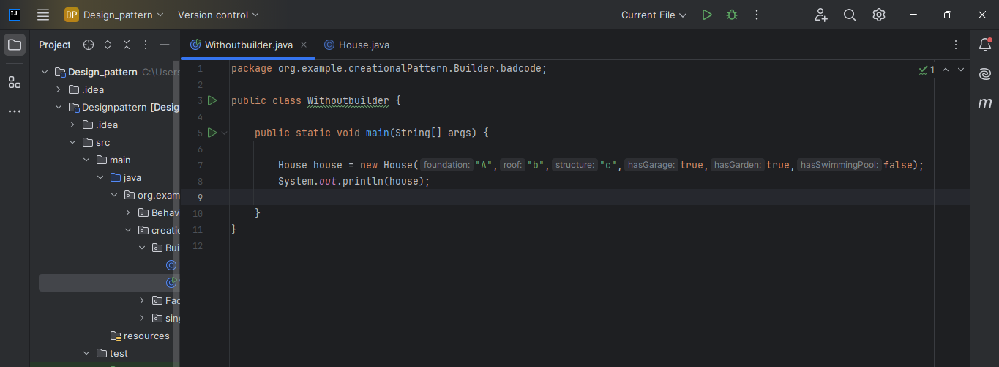 IJ DP Design_pattern Version control Current File
Project
Withoutbuilder.java
House.java
Design_pattern C:\Users
.idea
Designpattern [Desig
.idea
src
main
java
org.exam
Behav
creatio
Bui
Fac
sing
resources
test
1 package org.example.creationalPattern.Builder.badcode;
2
3 public class Withoutbuilder {
4
5 public static void main(String[] args) {
6
7 House house = new House( foundation: "A", roof: "b", structure: "c", hasGarage: true, hasGarden: true, hasSwimmingPool: false);
8 System.out.println(house);
9
10 }
11 }
12
1
m